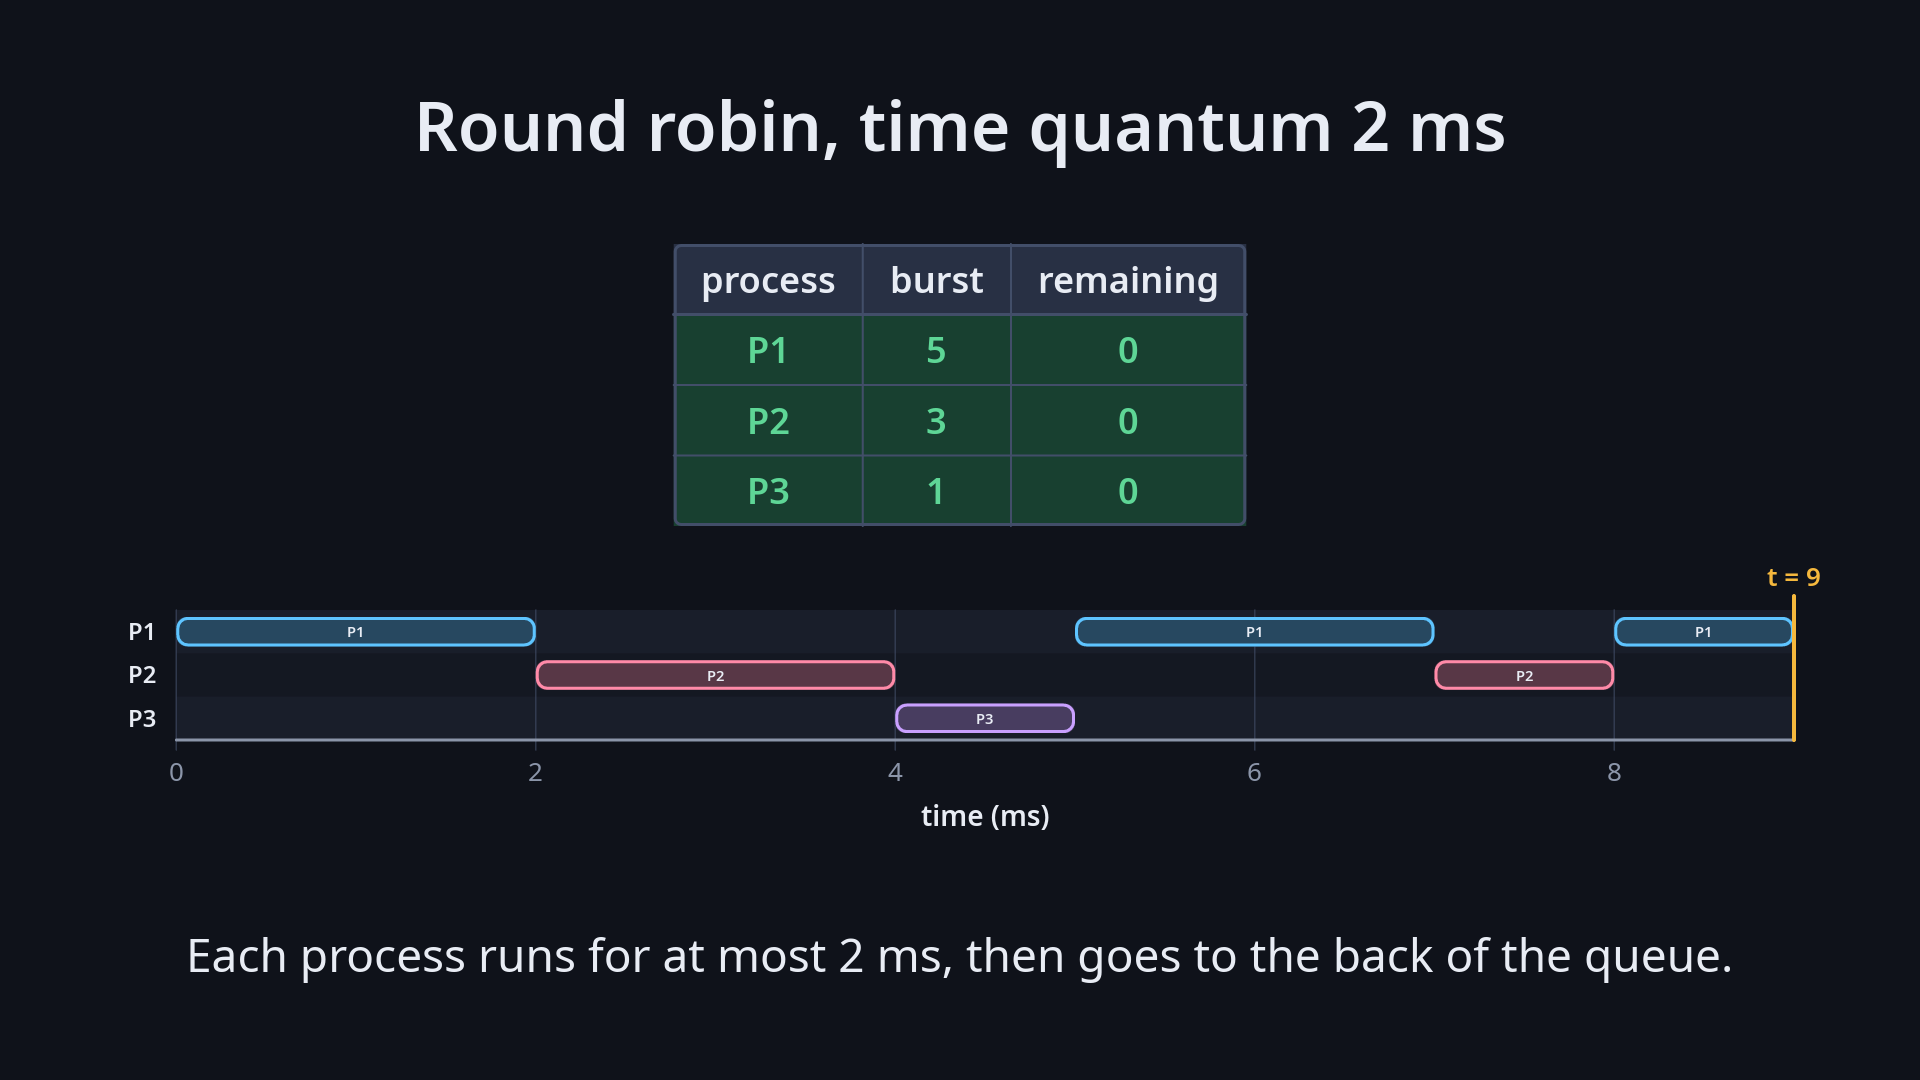 Round robin, time quantum 2 ms
process burst remaining
P1 5 0
P2 3 0
P3 1 0
t = 9
P1 P1 P1 P1
P2 P2 P2
P3 P3
0 2 4 6 8
time (ms)
Each process runs for at most 2 ms, then goes to the back of the queue.